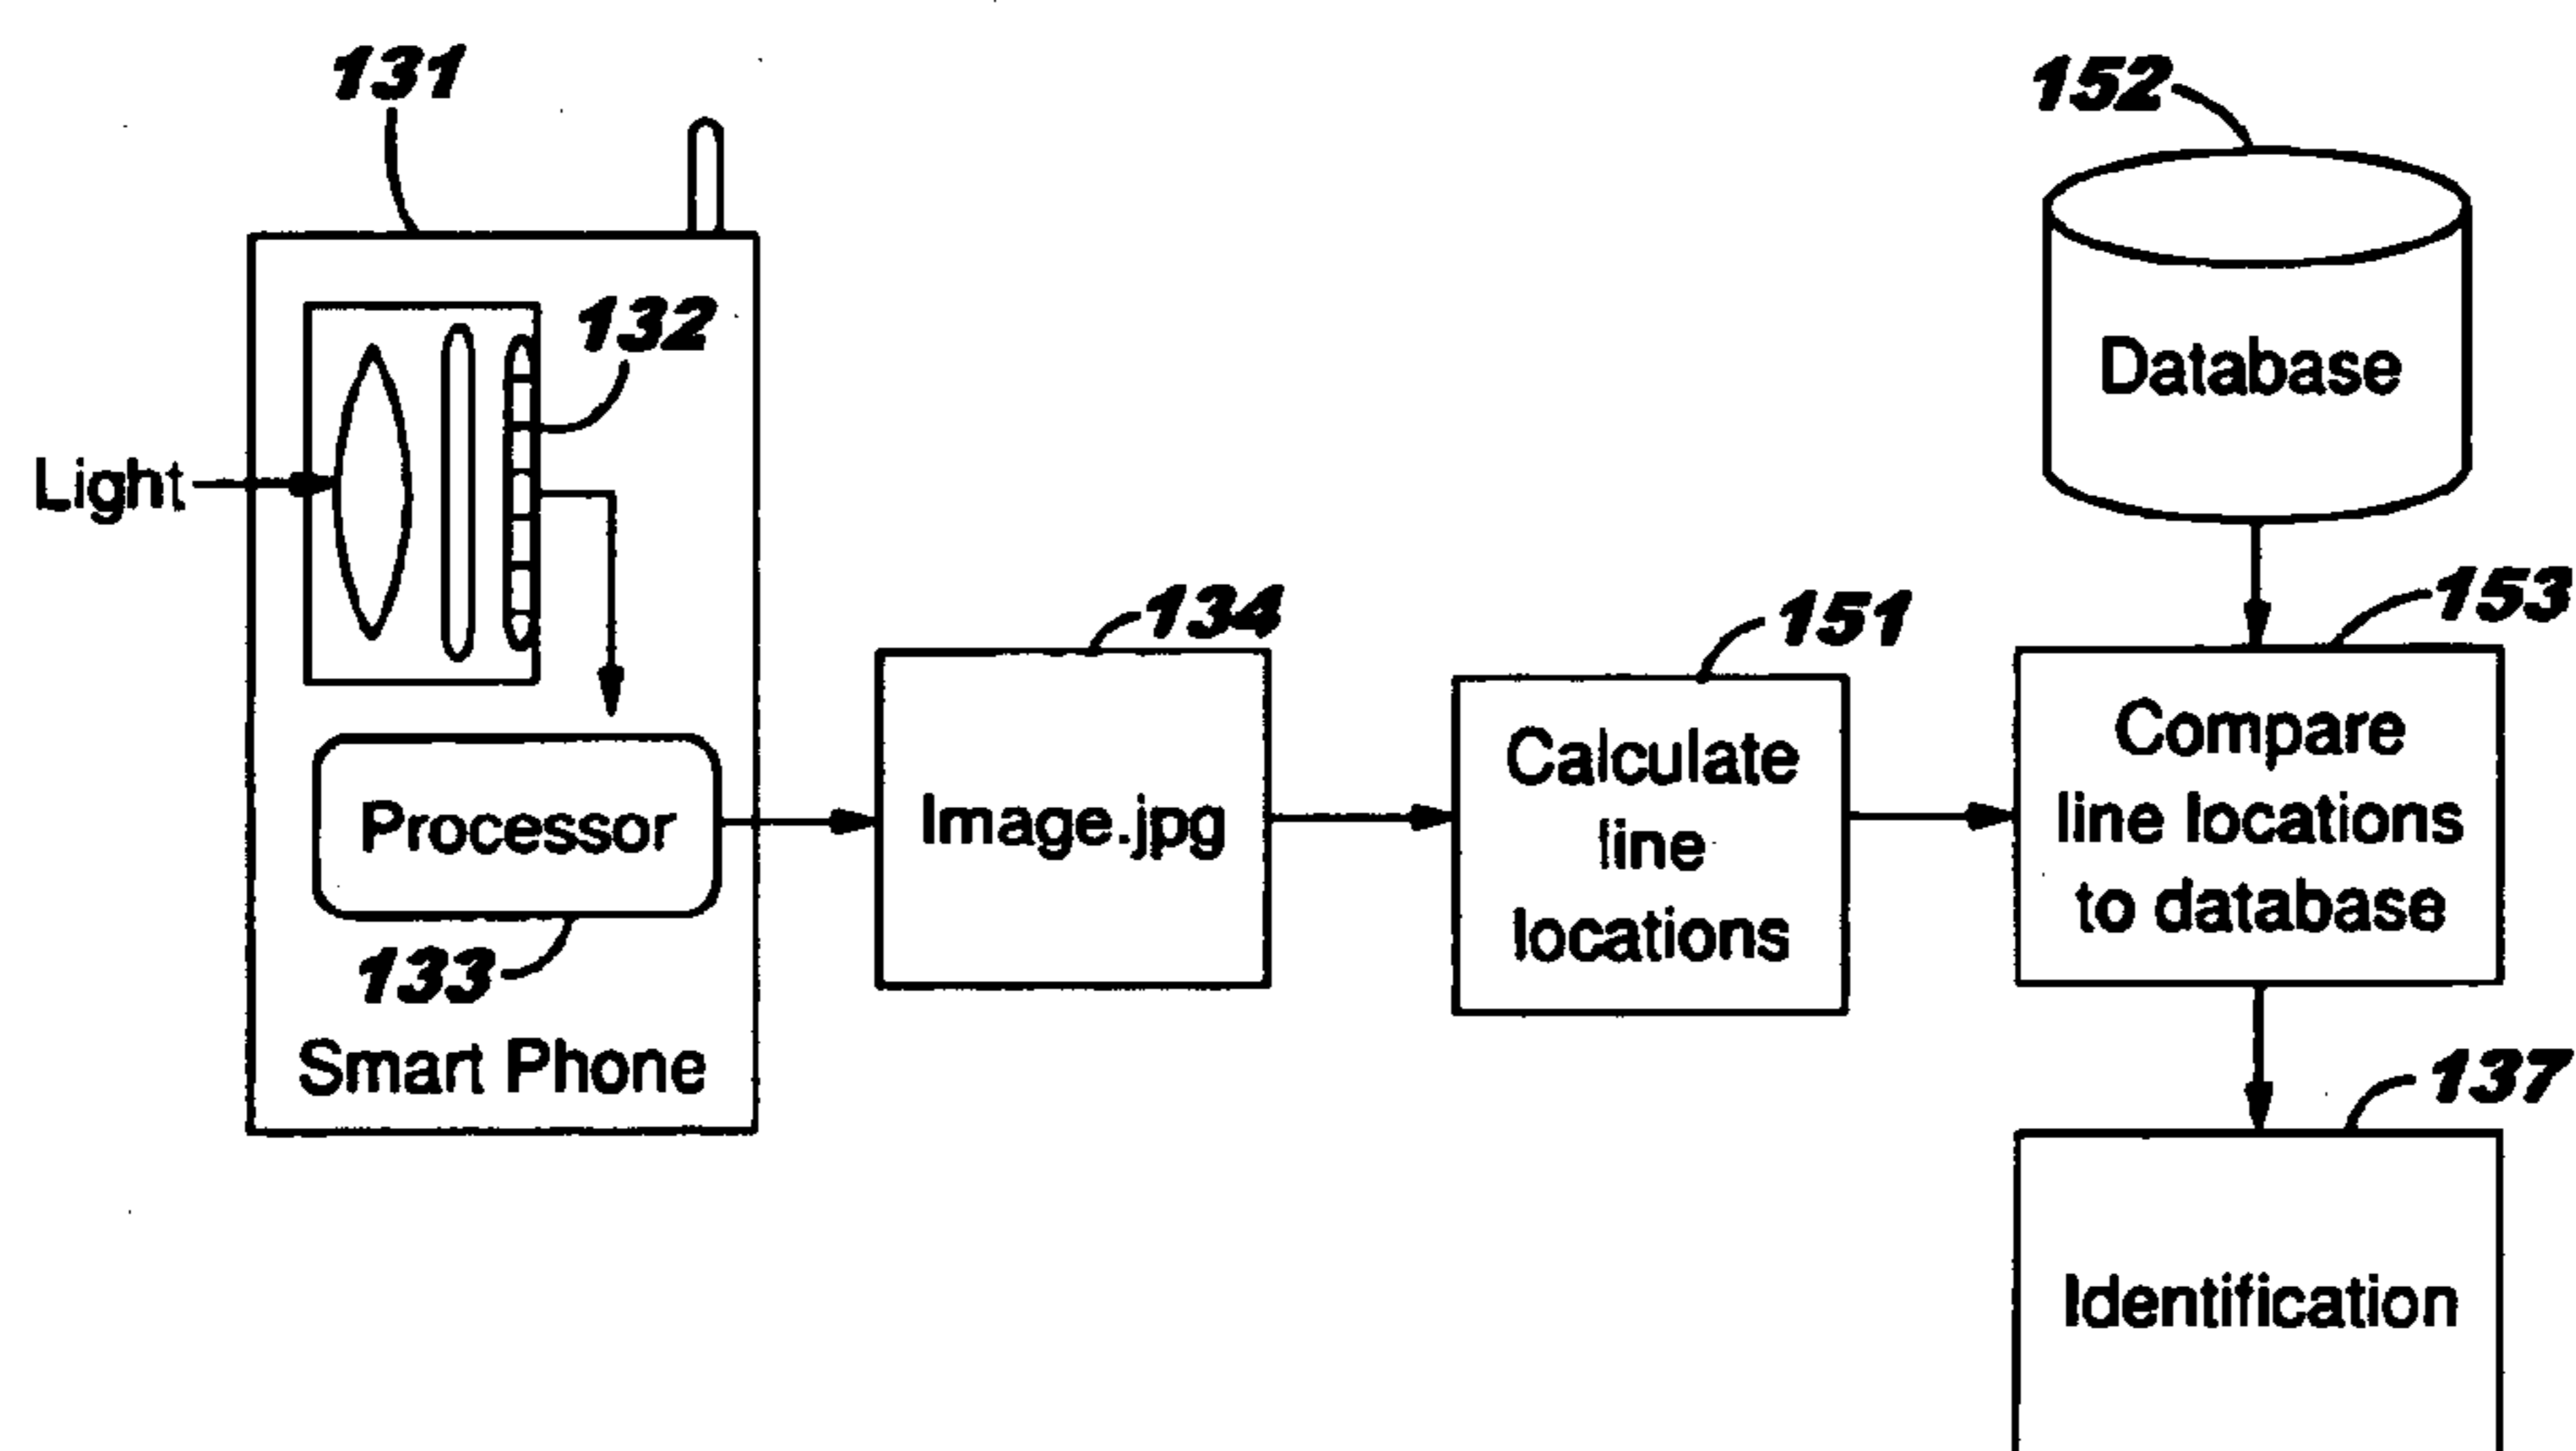 131
152
132
Database
Light
134
151
153
Processor
Image.jpg
Calculate
line
locations
Compare
line locations
to database
133
Smart Phone
137
Identification